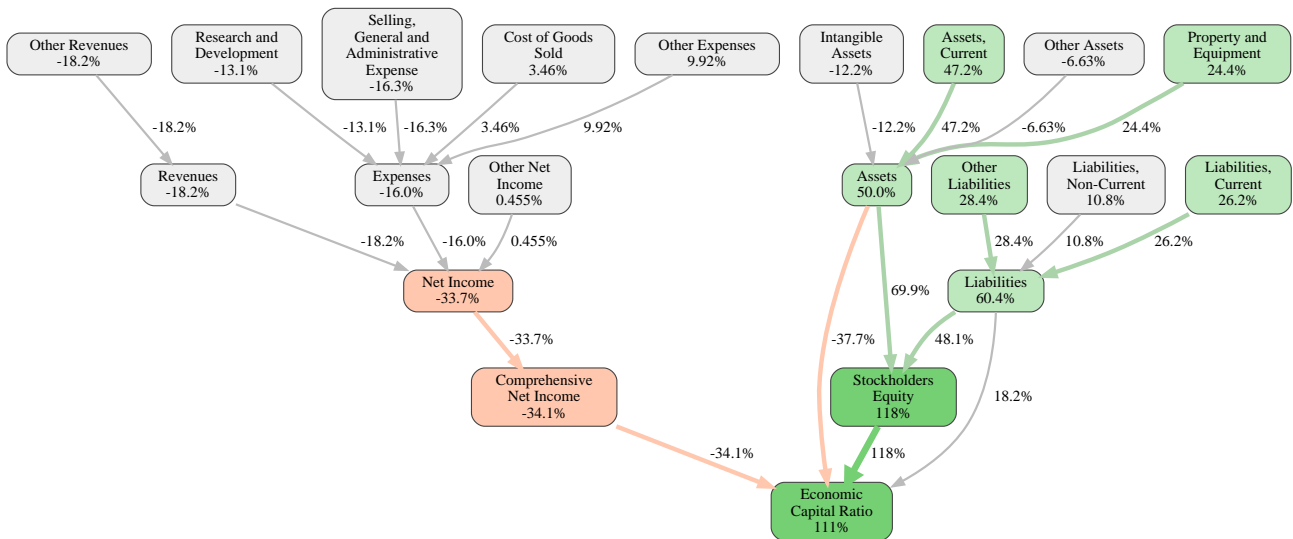 Other Revenues
-18.2%
Research and
Development
-13.1%
Selling,
General and
Administrative
Expense
-16.3%
Cost of Goods
Sold
3.46%
Other Expenses
9.92%
Intangible
Assets
-12.2%
Assets,
Current
47.2%
Other Assets
-6.63%
Property and
Equipment
24.4%
-18.2%
-13.1%
-16.3%
3.46%
9.92%
-12.2%
47.2%
-6.63%
24.4%
Revenues
-18.2%
Expenses
-16.0%
Other Net
Income
0.455%
Assets
50.0%
Other
Liabilities
28.4%
Liabilities,
Non-Current
10.8%
Liabilities,
Current
26.2%
-18.2%
-16.0%
0.455%
28.4%
10.8%
26.2%
Net Income
-33.7%
69.9%
Liabilities
60.4%
-33.7%
-37.7%
48.1%
Comprehensive
Net Income
-34.1%
Stockholders
Equity
118%
18.2%
-34.1%
118%
Economic
Capital Ratio
111%